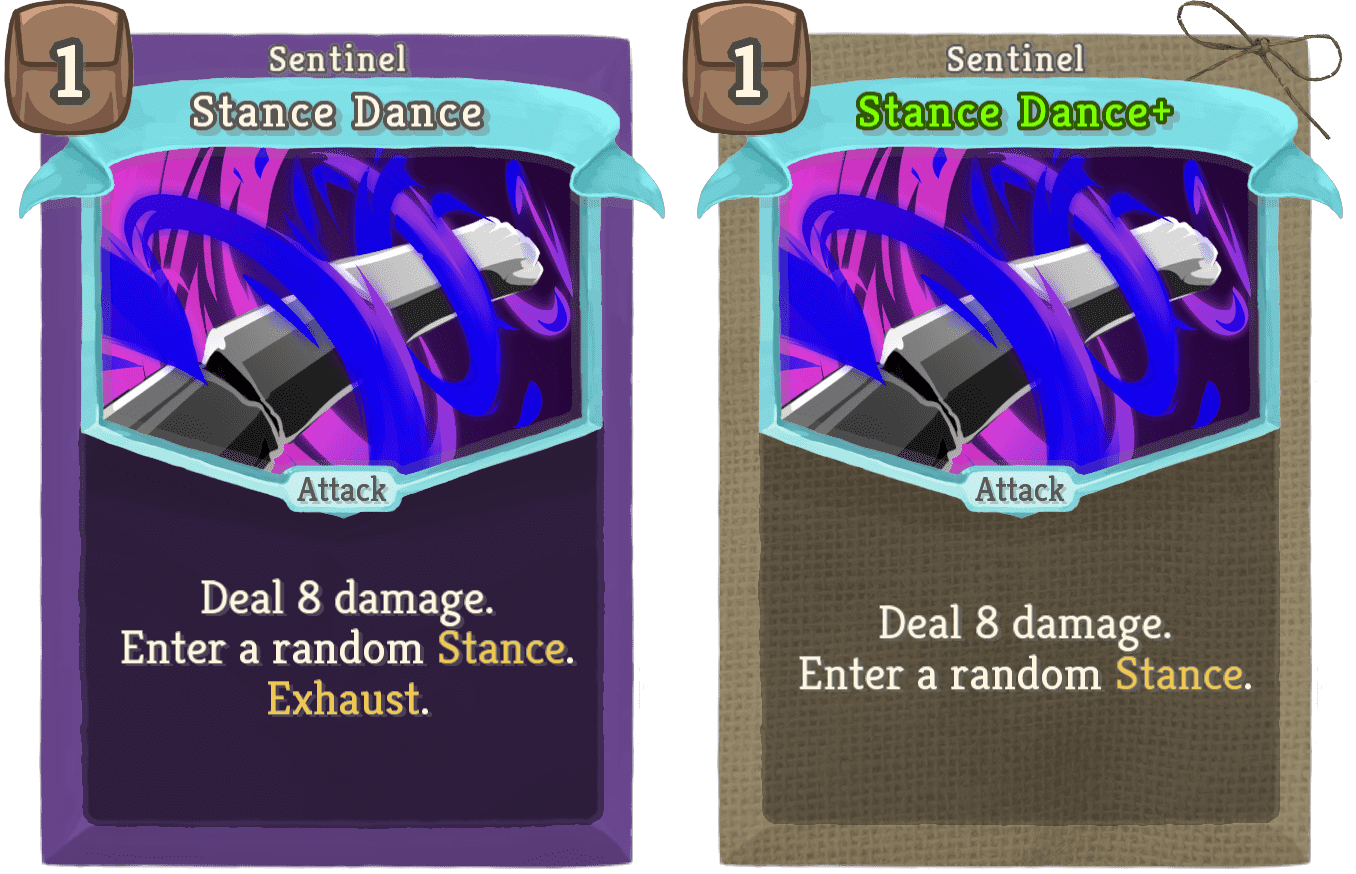 1
Sentinel
Stance Dance
Attack
Deal 8 damage.
Enter a random Stance.
Exhaust.
1
Sentinel
Stance Dance+
Attack
Deal 8 damage.
Enter a random Stance.